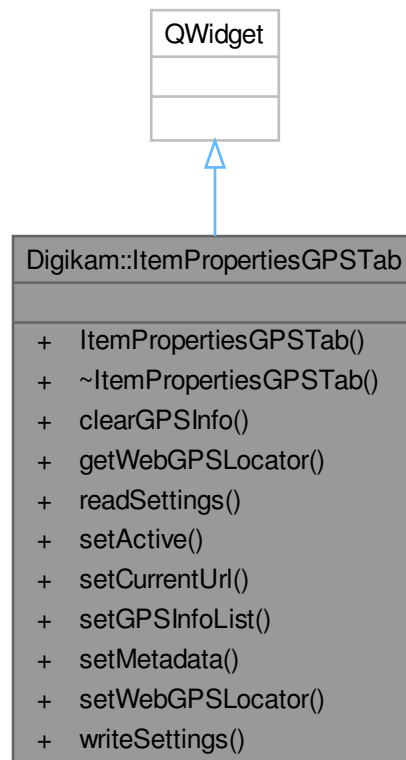 QWidget
Digikam::ItemPropertiesGPSTab
+ ItemPropertiesGPSTab()
+ ~ItemPropertiesGPSTab()
+ clearGPSInfo()
+ getWebGPSLocator()
+ readSettings()
+ setActive()
+ setCurrentUrl()
+ setGPSInfoList()
+ setMetadata()
+ setWebGPSLocator()
+ writeSettings()